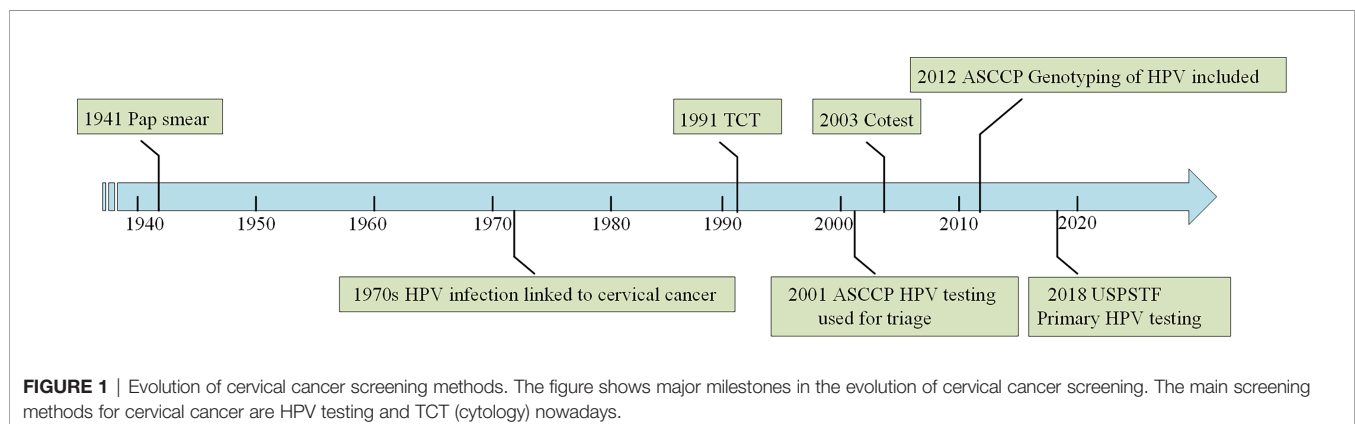 2012 ASCCP Genotyping of HPV included
1941 Pap smear
1991 TCT
2003 Cotest
1940
1950
1960
1970
1980
1990
2000
2010
2020
1970s HPV infection linked to cervical cancer
2001 ASCCP HPV testing
used for triage
2018 USPSTF
Primary HPV testing
FIGURE 1 | Evolution of cervical cancer screening methods. The figure shows major milestones in the evolution of cervical cancer screening. The main screening
methods for cervical cancer are HPV testing and TCT (cytology) nowadays.